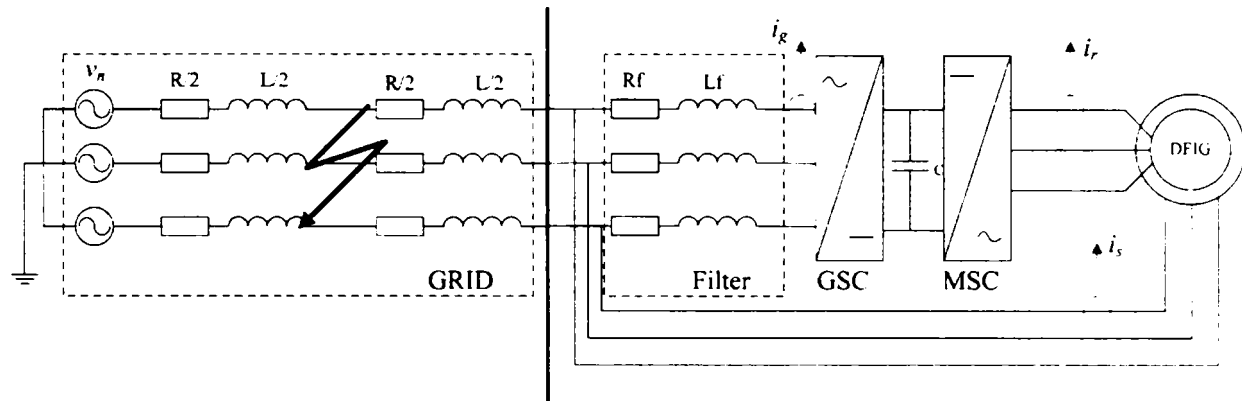 v_n
R/2
L/2
R/2
L/2
GRID
Rf
Lf
Filter
i_g
GSC
MSC
i_r
DFIG
i_s